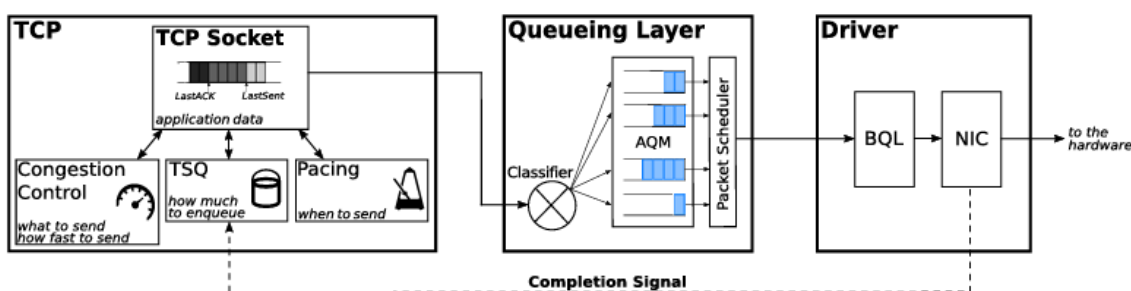 TCP
TCP Socket
LastACK
LastSent
application data
Congestion
Control
what to send
how fast to send
TSQ
how much
to enqueue
Pacing
when to send
Queueing Layer
Classifier
AQM
Packet Scheduler
Driver
BQL
NIC
to the
hardware
Completion Signal